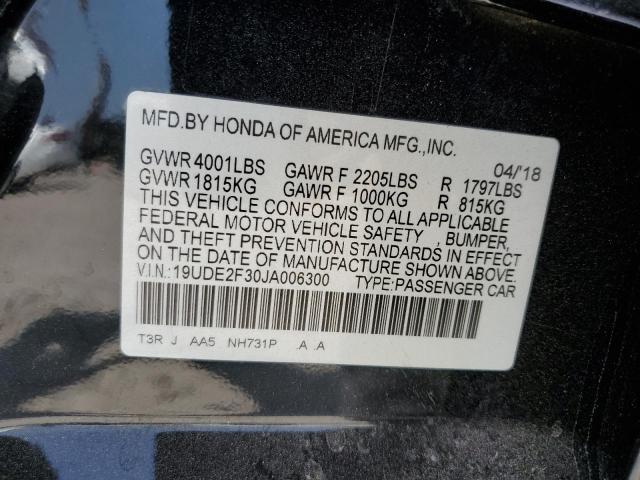 MFD.BY HONDA OF AMERICA MFG.,INC.
04/'18
GVWR 4001LBS GAWR F 2205LBS R 1797LBS
GVWR 1815KG GAWR F 1000KG R 815KG
THIS VEHICLE CONFORMS TO ALL APPLICABLE
FEDERAL MOTOR VEHICLE SAFETY , BUMPER,
AND THEFT PREVENTION STANDARDS IN EFFECT
ON THE DATE OF MANUFACTURE SHOWN ABOVE.
V.I.N.: 19UDE2F30JA006300 TYPE:PASSENGER CAR
T3R J AA5 NH731P .A .A